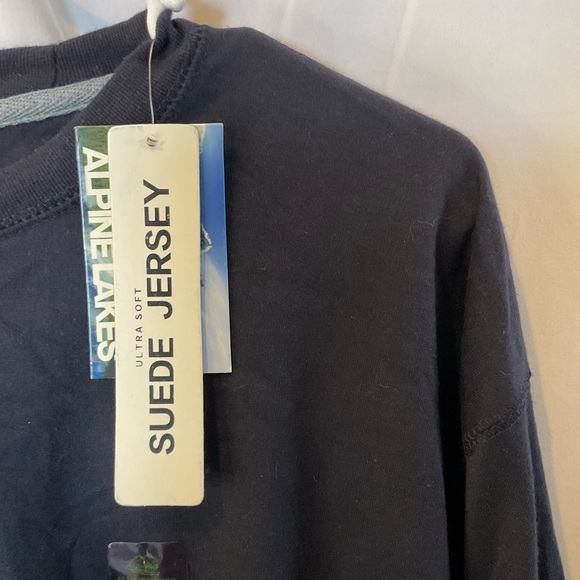 ALPINE LAKES
ULTRA SOFT
SUEDE JERSEY